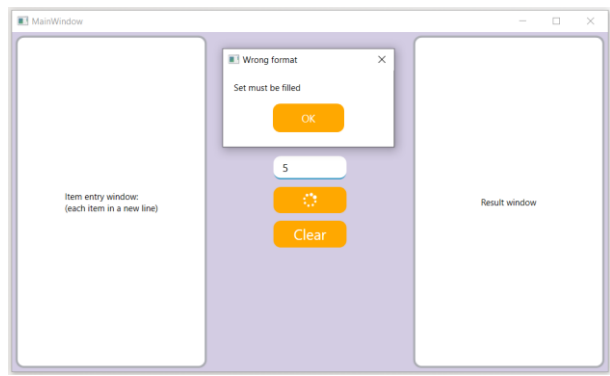 MainWindow
Wrong format
Set must be filled
OK
5
Clear
Item entry window:
(each item in a new line)
Result window